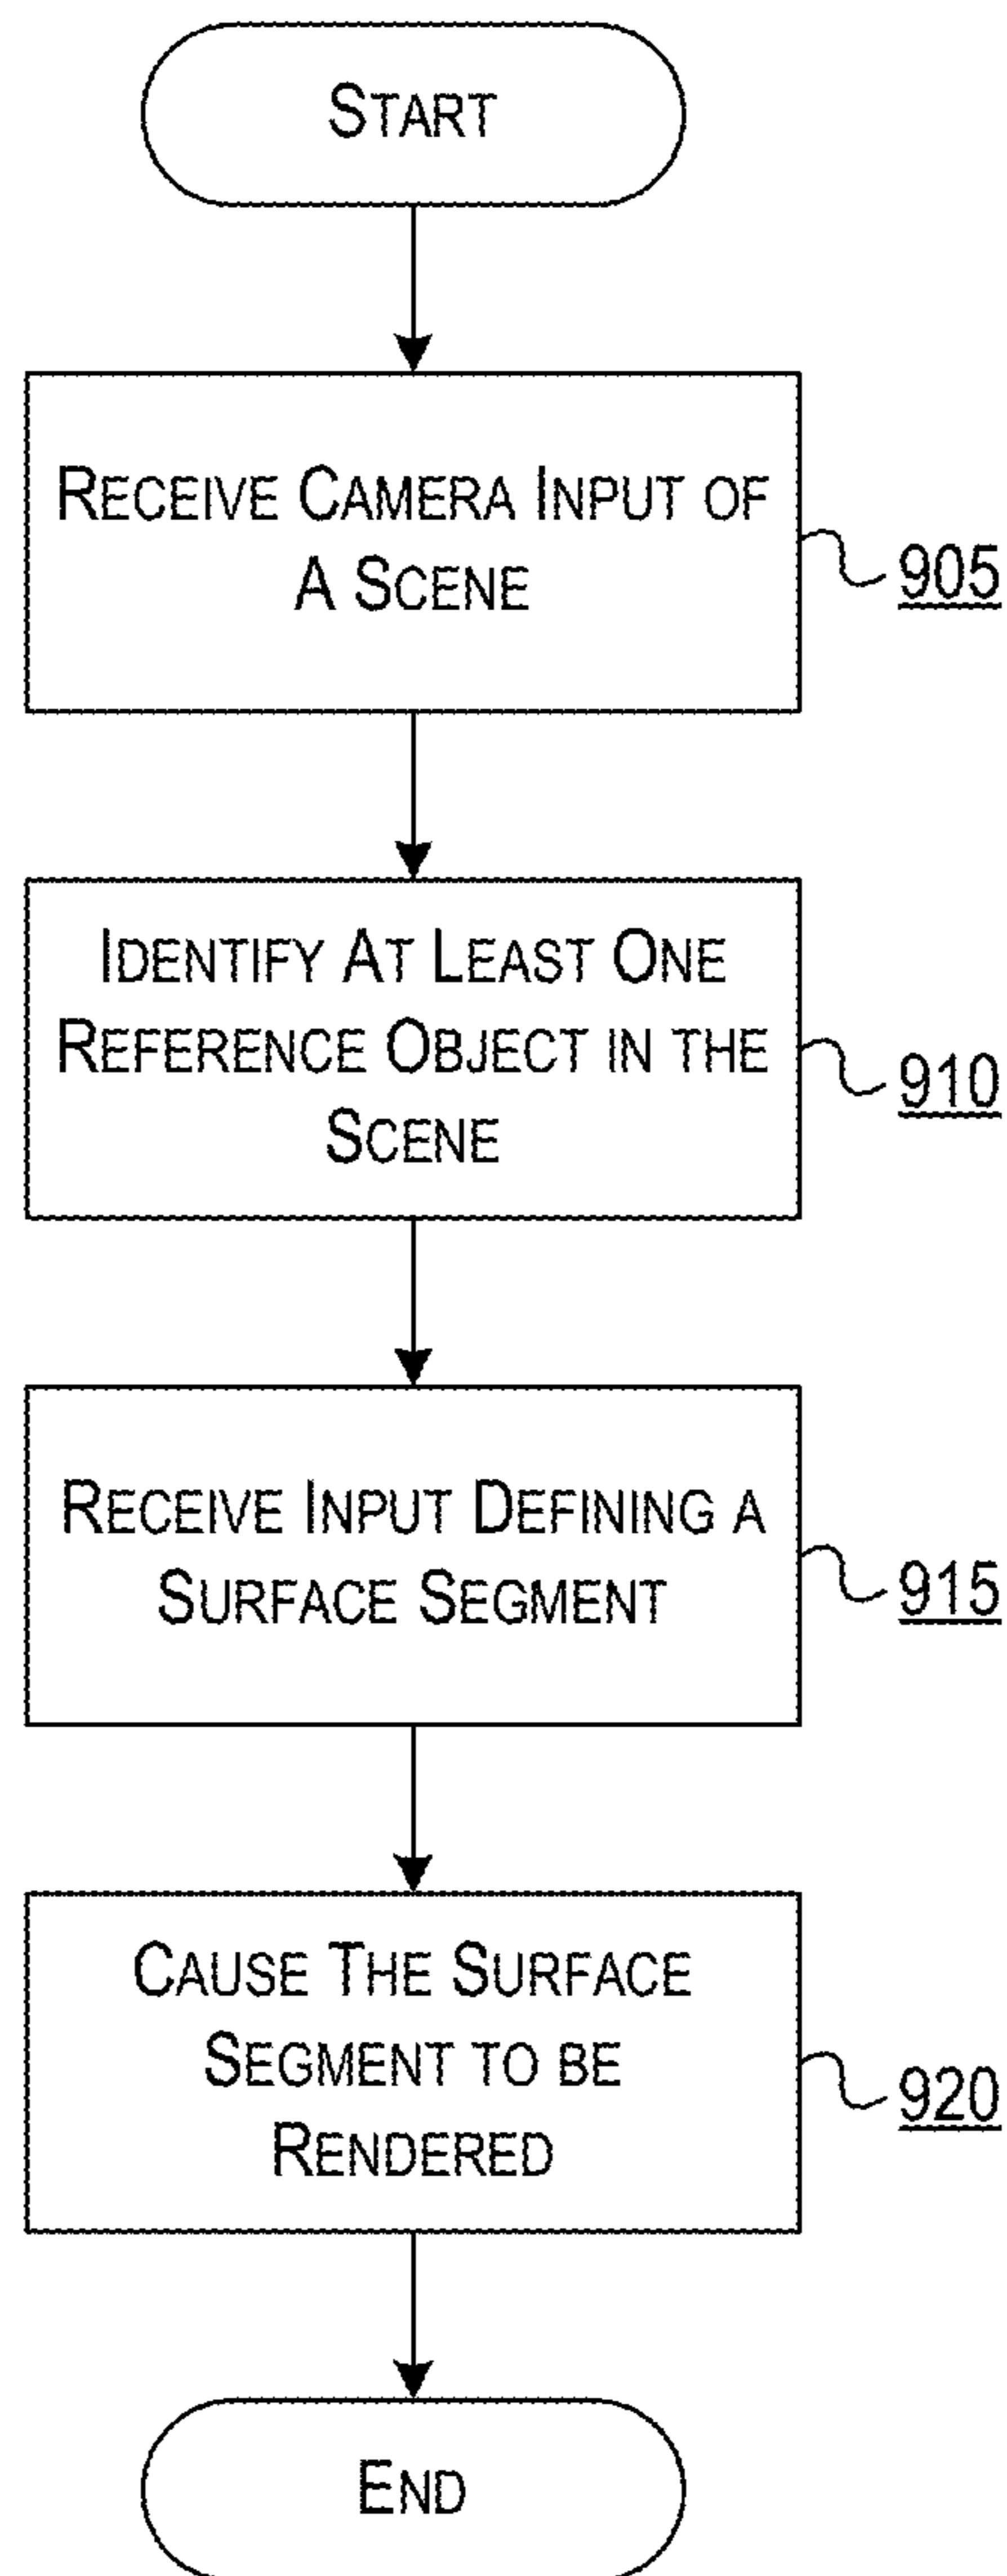 START
RECEIVE CAMERA INPUT OF
A SCENE
905
IDENTIFY AT LEAST ONE
REFERENCE OBJECT IN THE
SCENE
910
RECEIVE INPUT DEFINING A
SURFACE SEGMENT
915
CAUSE THE SURFACE
SEGMENT TO BE
RENDERED
920
END